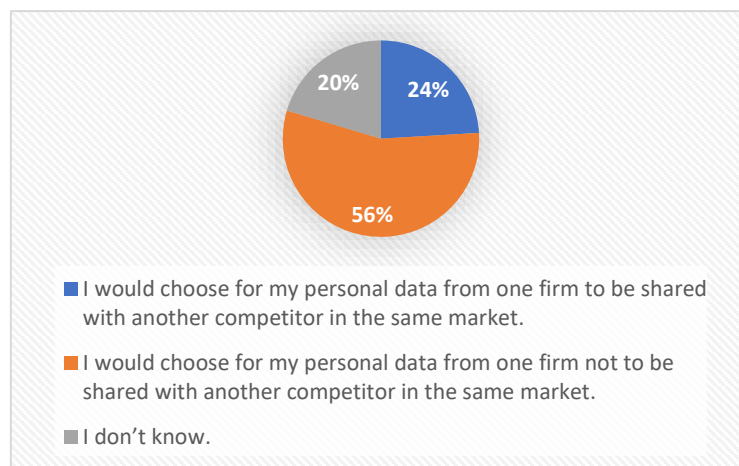 24%
20%
56%
I would choose for my personal data from one firm to be shared
with another competitor in the same market.
I would choose for my personal data from one firm not to be
shared with another competitor in the same market.
I don’t know.